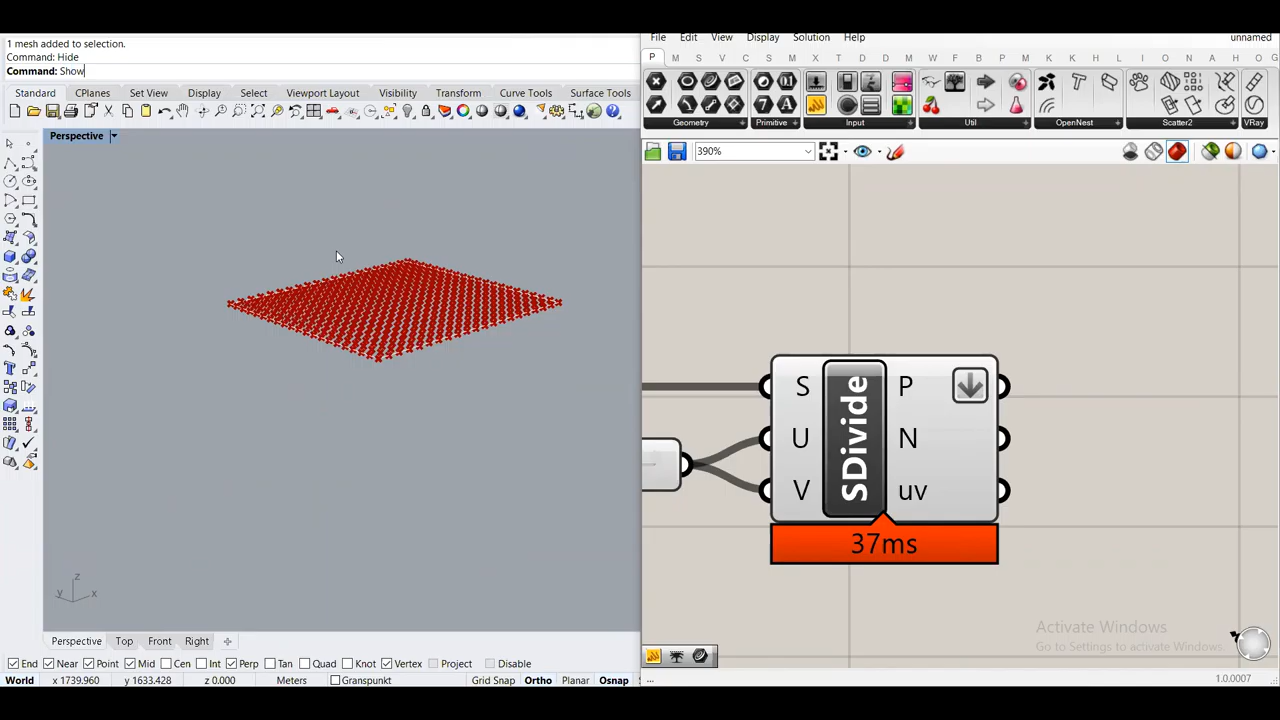 1 mesh added to selection.
Command: Hide
Command: Show
Standard CPlanes Set View Display Select Viewport Layout Visibility Transform Curve Tools Surface Tools
Perspective
z
y x
Perspective Top Front Right
End Near Point Mid Cen Int Perp Tan Quad Knot Vertex Project Disable
World x 1739.960 y 1633.428 z 0.000 Meters Granspunkt Grid Snap Ortho Planar Osnap
File Edit View Display Solution Help unnamed
P M S V C S M I T D W L P H K E F B P D A
Geometry Primitive Input Util OpenNest Scatter2 VRay
390%
S SDivide P
U N
V uv
37ms
Activate Windows
Go to Settings to activate Windows.
... 1.0.0007